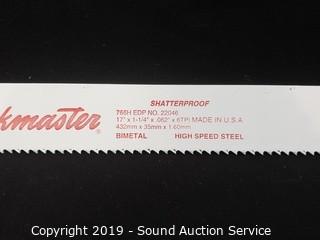 SHATTERPROOF
kmaster®
766H EDP NO. 22046
17" x 1-1/4" x .062" x 6TPI MADE IN U.S.A
432mm x 35mm x 1.60mm
BIMETAL HIGH SPEED STEEL
Copyright 2019 - Sound Auction Service